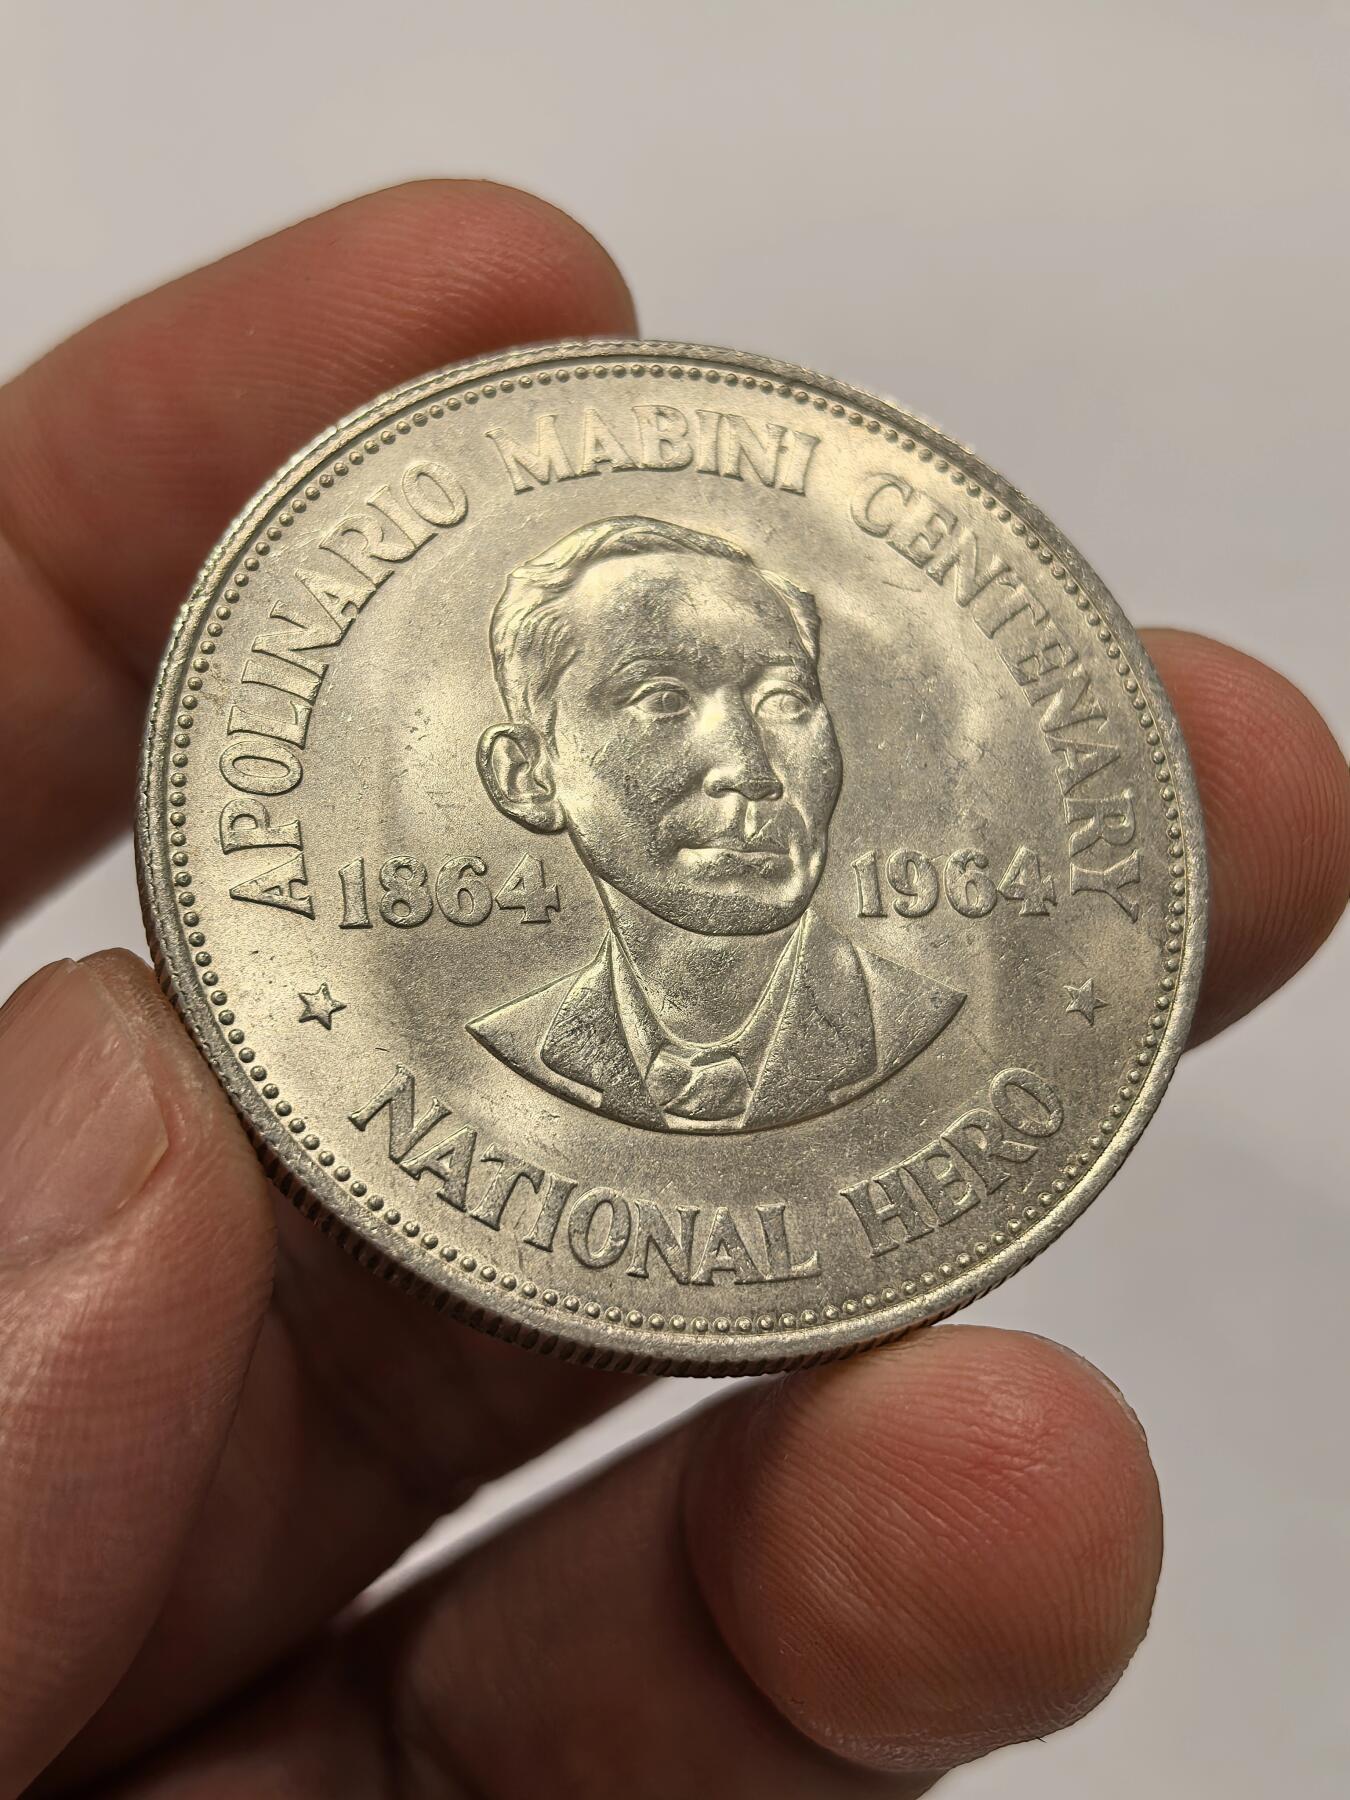 APOLINARIO MABINI CENTENARY
1864 1964
NATIONAL HERO